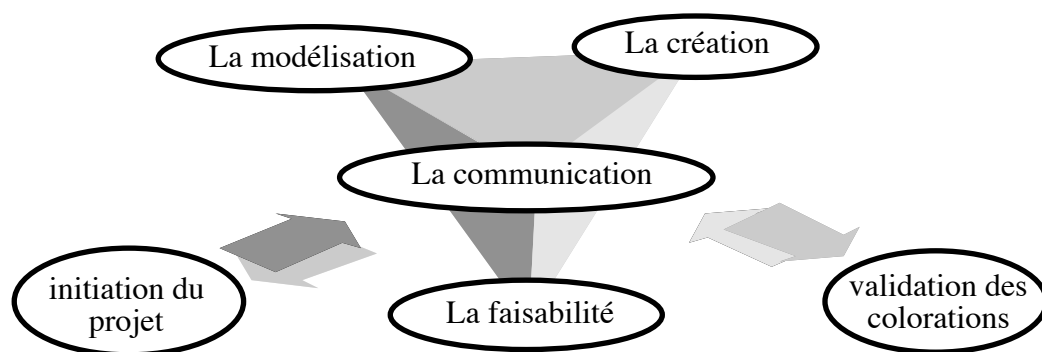 La modélisation
La création
La communication
initiation du
projet
La faisabilité
validation des
colorations